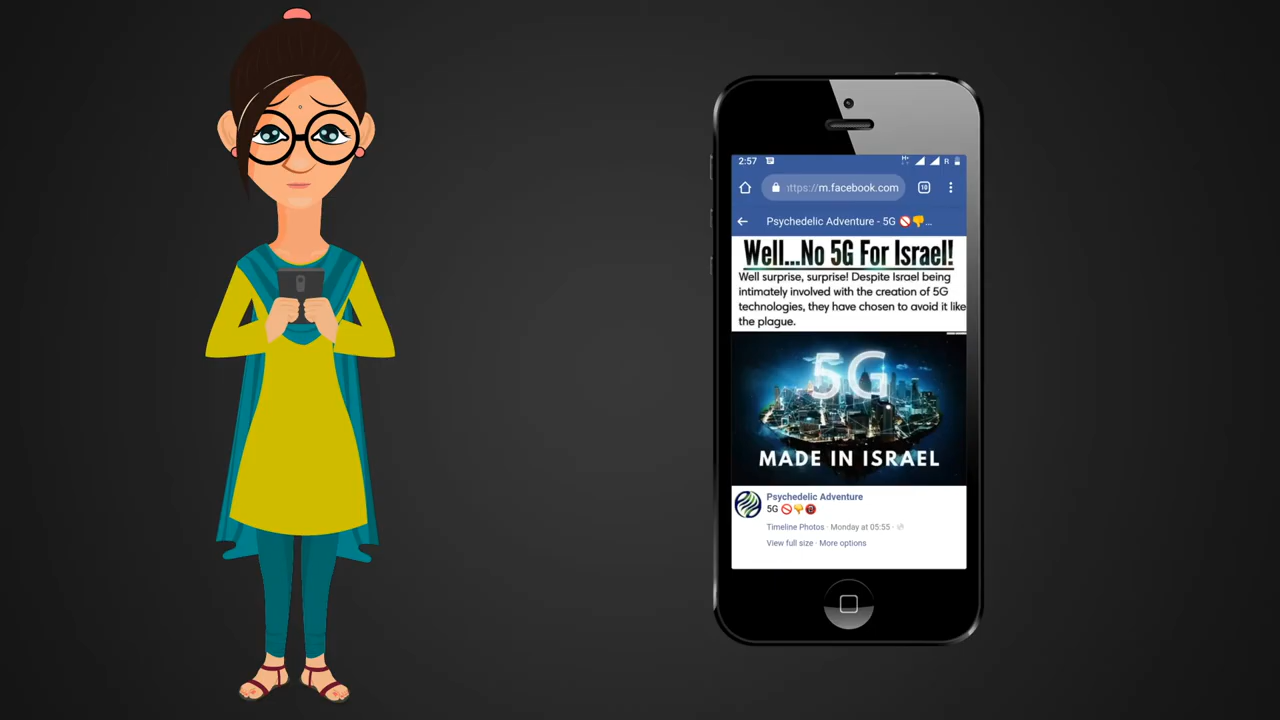 2:57 H+ R
ttps://m.facebook.com 10
Psychedelic Adventure - 5G 🚫👎...
Well...No 5G For Israel!
Well surprise, surprise! Despite Israel being
intimately involved with the creation of 5G
technologies, they have chosen to avoid it like
the plague.
5G
MADE IN ISRAEL
Psychedelic Adventure
5G 🚫👎📵
Timeline Photos · Monday at 05:55 ·
View full size · More options